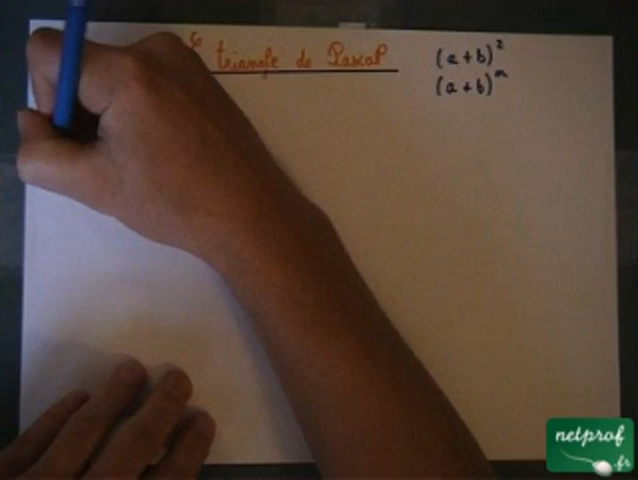 triangle de Pascal
(a+b)²
(a+b)ⁿ
netprof
.fr